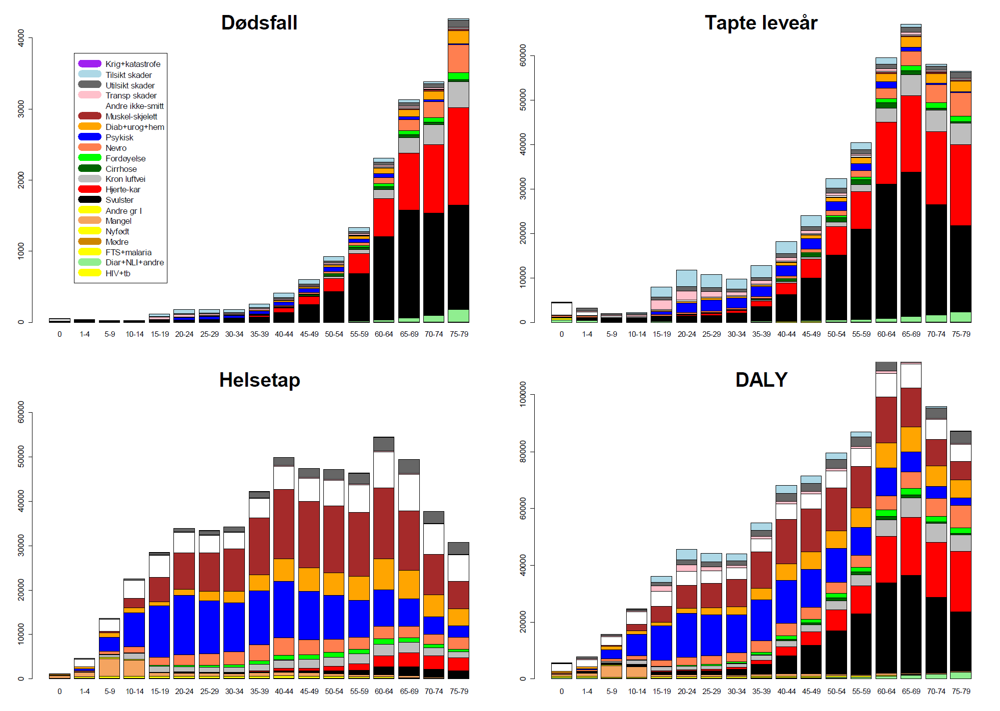 Dødsfall
4000
3000
2000
1000
0
Krig+katastrofe
Tilsikt skader
Utilsikt skader
Transp skader
Andre ikke-smitt
Muskel-skjelett
Diab+urog+hem
Psykisk
Nevro
Fordøyelse
Cirrhose
Kron luftvei
Hjerte-kar
Svulster
Andre gr I
Mangel
Nyfødt
Mødre
FTS+malaria
Diar+NLI+andre
HIV+tb
0 1-4 5-9 10-14 15-19 20-24 25-29 30-34 35-39 40-44 45-49 50-54 55-59 60-64 65-69 70-74 75-79
Tapte leveår
60000
50000
40000
30000
20000
10000
0
0 1-4 5-9 10-14 15-19 20-24 25-29 30-34 35-39 40-44 45-49 50-54 55-59 60-64 65-69 70-74 75-79
Helsetap
60000
50000
40000
30000
20000
10000
0
0 1-4 5-9 10-14 15-19 20-24 25-29 30-34 35-39 40-44 45-49 50-54 55-59 60-64 65-69 70-74 75-79
DALY
100000
80000
60000
40000
20000
0
0 1-4 5-9 10-14 15-19 20-24 25-29 30-34 35-39 40-44 45-49 50-54 55-59 60-64 65-69 70-74 75-79